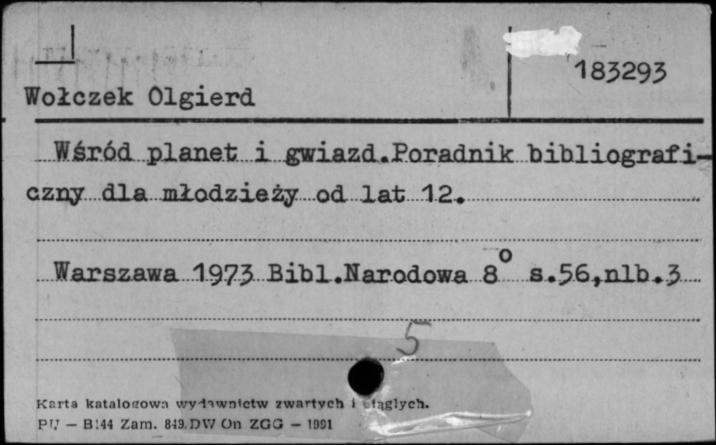 183293
Wołczek Olgierd
Wśród planet i gwiazd.Poradnik bibliografi-
czny dla młodzieży od lat 12.
Warszawa 1973 Bibl.Narodowa 8° s.56,nlb.3
5
Karta katalogowa wydawnictw zwartych i ciągłych.
PU — B144 Zam. 849.DW On ZGG — 1991